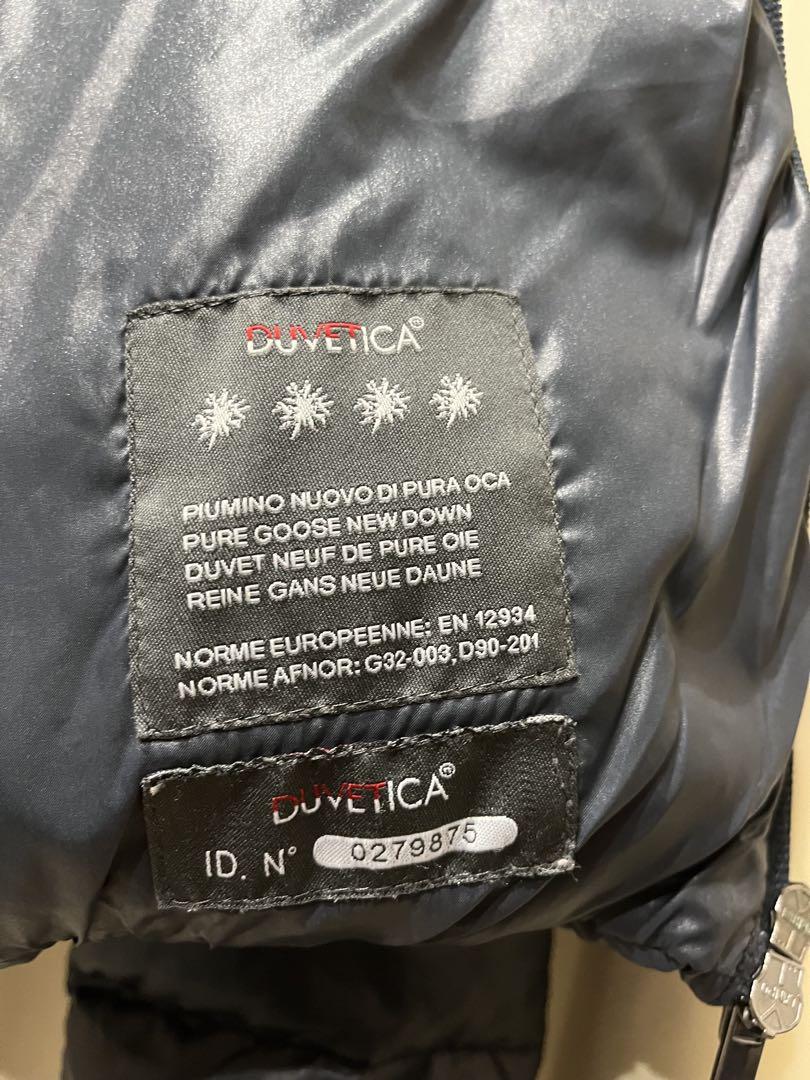 DUVETICA®
PIUMINO NUOVO DI PURA OCA
PURE GOOSE NEW DOWN
DUVET NEUF DE PURE OIE
REINE GANS NEUE DAUNE
NORME EUROPEENNE: EN 12934
NORME AFNOR: G32-003, D90-201
DUVETICA®
ID. N° 0279875